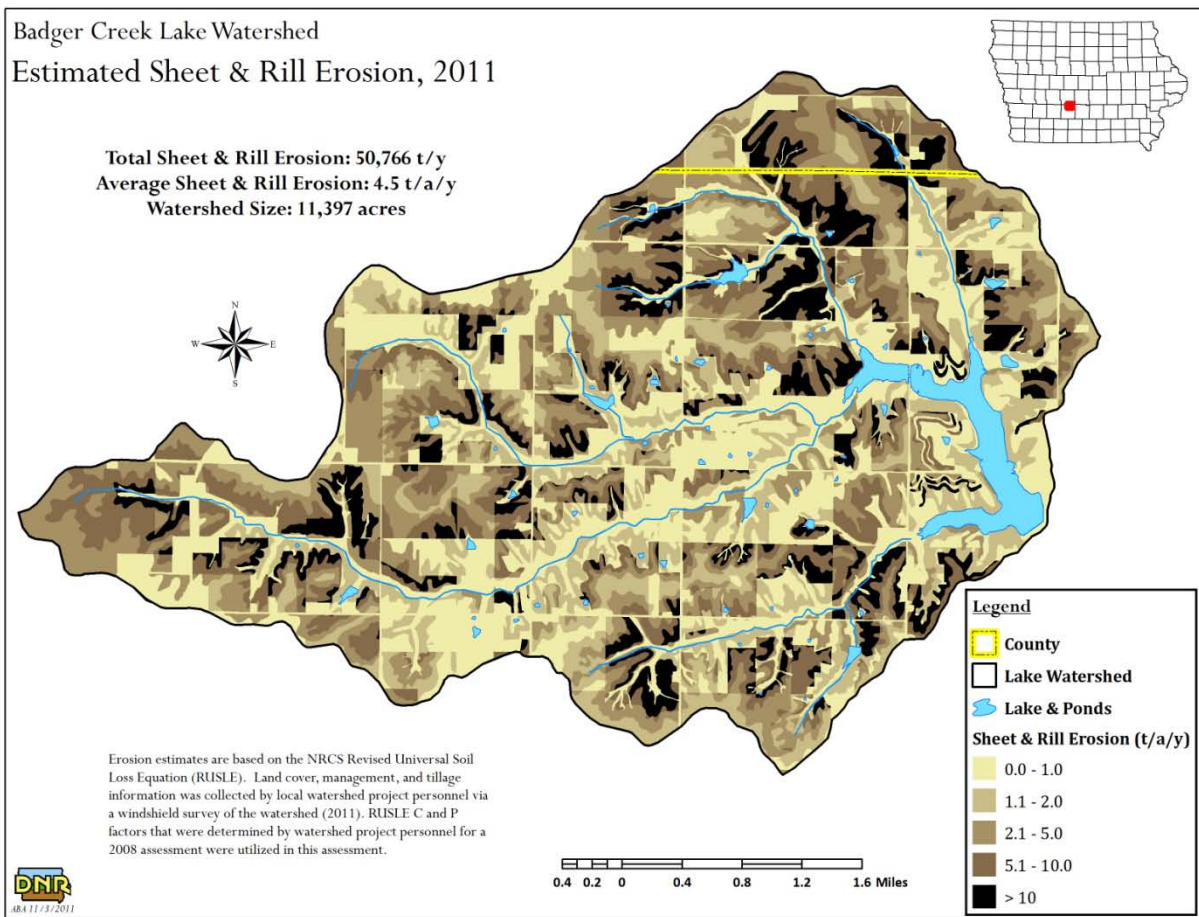 Badger Creek Lake Watershed
Estimated Sheet & Rill Erosion, 2011
Total Sheet & Rill Erosion: 50,766 t/y
Average Sheet & Rill Erosion: 4.5 t/a/y
Watershed Size: 11,397 acres
N
W E
S
Legend
County
Lake Watershed
Lake & Ponds
Sheet & Rill Erosion (t/a/y)
0.0 - 1.0
1.1 - 2.0
2.1 - 5.0
5.1 - 10.0
> 10
Erosion estimates are based on the NRCS Revised Universal Soil
Loss Equation (RUSLE). Land cover, management, and tillage
information was collected by local watershed project personnel via
a windshield survey of the watershed (2011). RUSLE C and P
factors that were determined by watershed project personnel for a
2008 assessment were utilized in this assessment.
0.4 0.2 0 0.4 0.8 1.2 1.6 Miles
DNR
ABA 11/3/2011